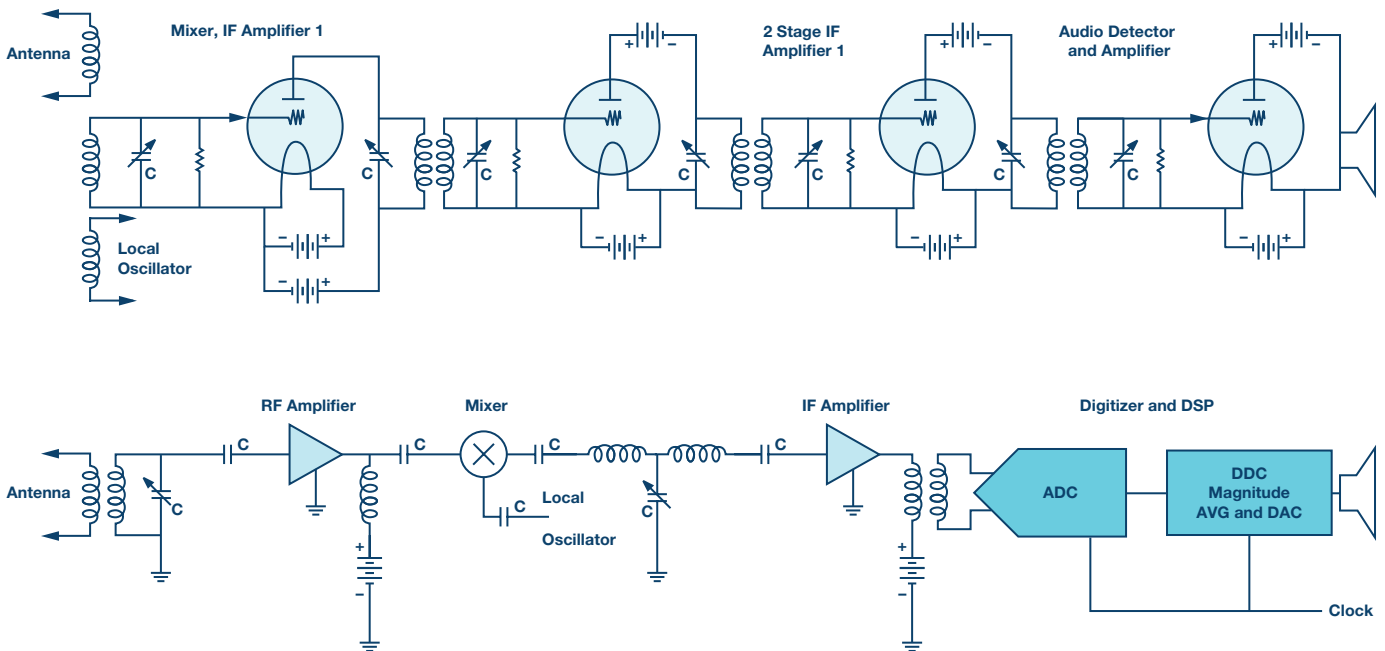 Mixer, IF Amplifier 1
2 Stage IF
Amplifier 1
Audio Detector
and Amplifier
Antenna
+
−
+
−
+
−
C
C
C
C
C
C
C
Local
Oscillator
−
+
−
+
−
+
−
+
−
+
RF Amplifier
Mixer
IF Amplifier
Digitizer and DSP
C
C
C
C
Antenna
C
C
Local
Oscillator
C
ADC
DDC
Magnitude
AVG and DAC
+
−
+
−
Clock